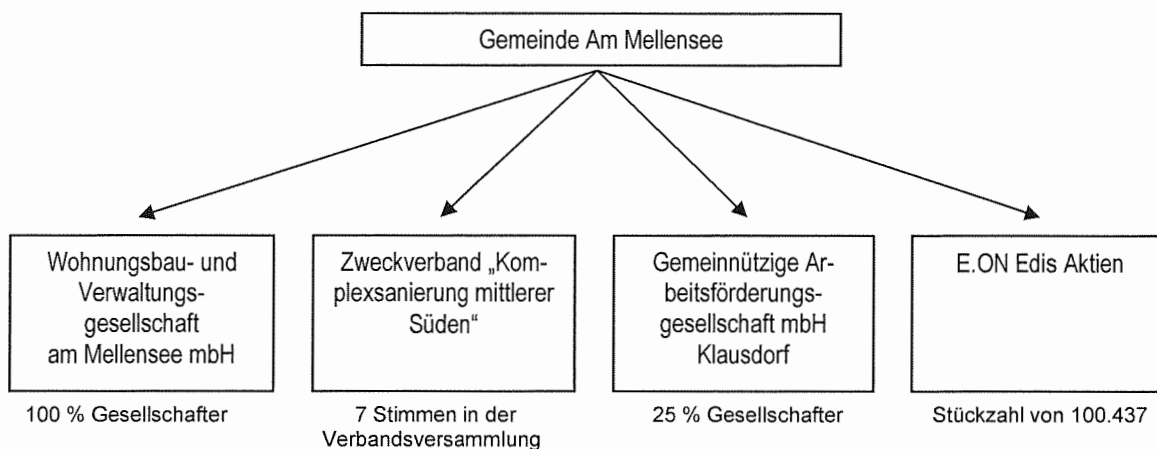 Gemeinde Am Mellensee
Wohnungsbau- und
Verwaltungs-
gesellschaft
am Mellensee mbH
100 % Gesellschafter
Zweckverband „Kom-
plexsanierung mittlerer
Süden“
7 Stimmen in der
Verbandsversammlung
Gemeinnützige Ar-
beitsförderungs-
gesellschaft mbH
Klausdorf
25 % Gesellschafter
E.ON Edis Aktien
Stückzahl von 100.437